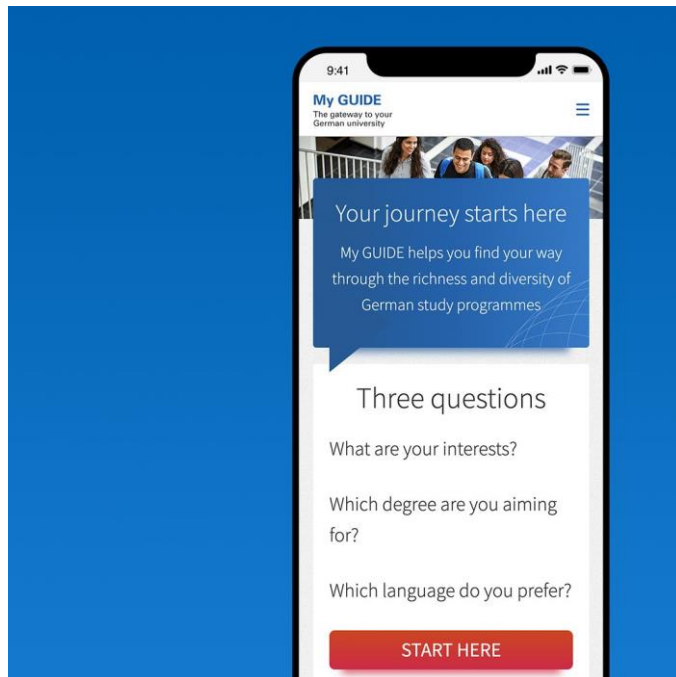 9:41
My GUIDE
The gateway to your
German university
Your journey starts here
My GUIDE helps you find your way
through the richness and diversity of
German study programmes
Three questions
What are your interests?
Which degree are you aiming
for?
Which language do you prefer?
START HERE